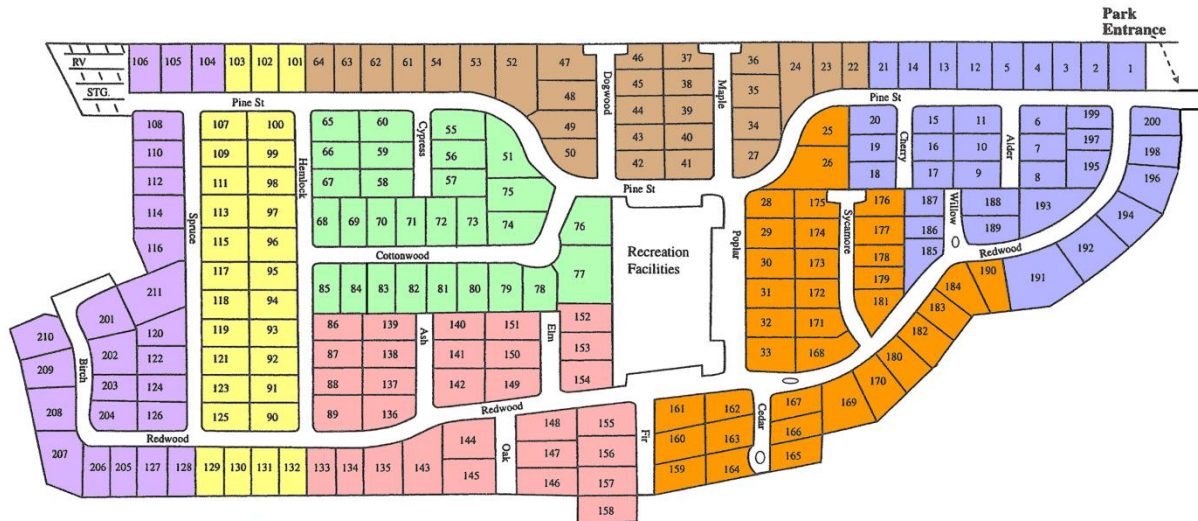 Park
Entrance
RV
STG.
106 105 104 103 102 101 64 63 62 61 54 53 52 47 46 37 36 24 23 22 21 14 13 12 5 4 3 2 1
48 45 38 35
Dogwood
Maple
Pine St
Pine St
49 44 39 34
50 43 40 27
42 41
Pine St
108 107 100 65 60 55 51 25 20 15 11 6 199 200
Cypress
Cherry
Alder
110 109 99 66 59 56 26 19 16 10 7 197 198
112 111 98 67 58 57 75 18 17 9 8 195 196
Hemlock
114 113 97 68 69 70 71 72 73 74 76 28 175 176 187 188 193 194
Spruce
Poplar
Sycamore
Willow
116 115 96 29 174 177 186 189 192
Redwood
Cottonwood
Recreation
Facilities
117 95 77 30 173 178 185 190 191
211 118 94 85 84 83 82 81 80 79 78 31 172 179 181 184
201 119 93 86 139 140 151 152 32 171 183
Ash
Elm
210 120 121 92 87 138 141 150 153 33 168 182
209 202 122 123 91 88 137 142 149 154 180
Birch
208 203 124 125 90 89 136 170
204 126 169
Redwood
Redwood
207 206 205 127 128 129 130 131 132 133 134 135 143 144 148 155 161 162 167
Oak
Fir
Cedar
147 156 160 163 166
145 146 157 159 164 165
158